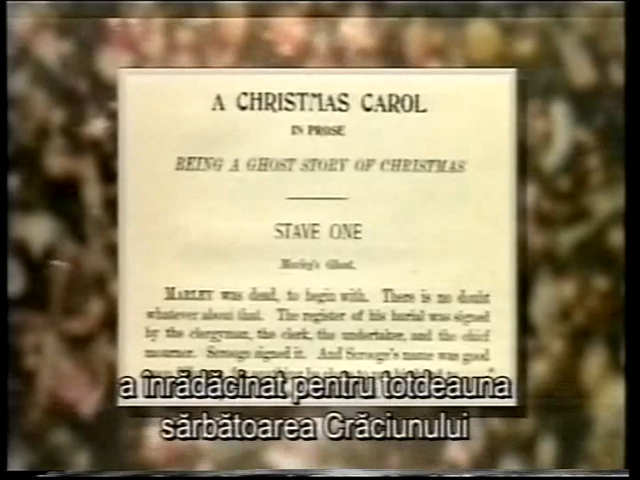 A CHRISTMAS CAROL
IN PROSE
BEING A GHOST STORY OF CHRISTMAS
STAVE ONE
Marley's Ghost.
MARLEY was dead, to begin with. There is no doubt
whatever about that. The register of his burial was signed
by the clergyman, the clerk, the undertaker, and the chief
mourner. Scrooge signed it. And Scrooge's name was good
a înrădăcinat pentru totdeauna
sărbătoarea Crăciunului